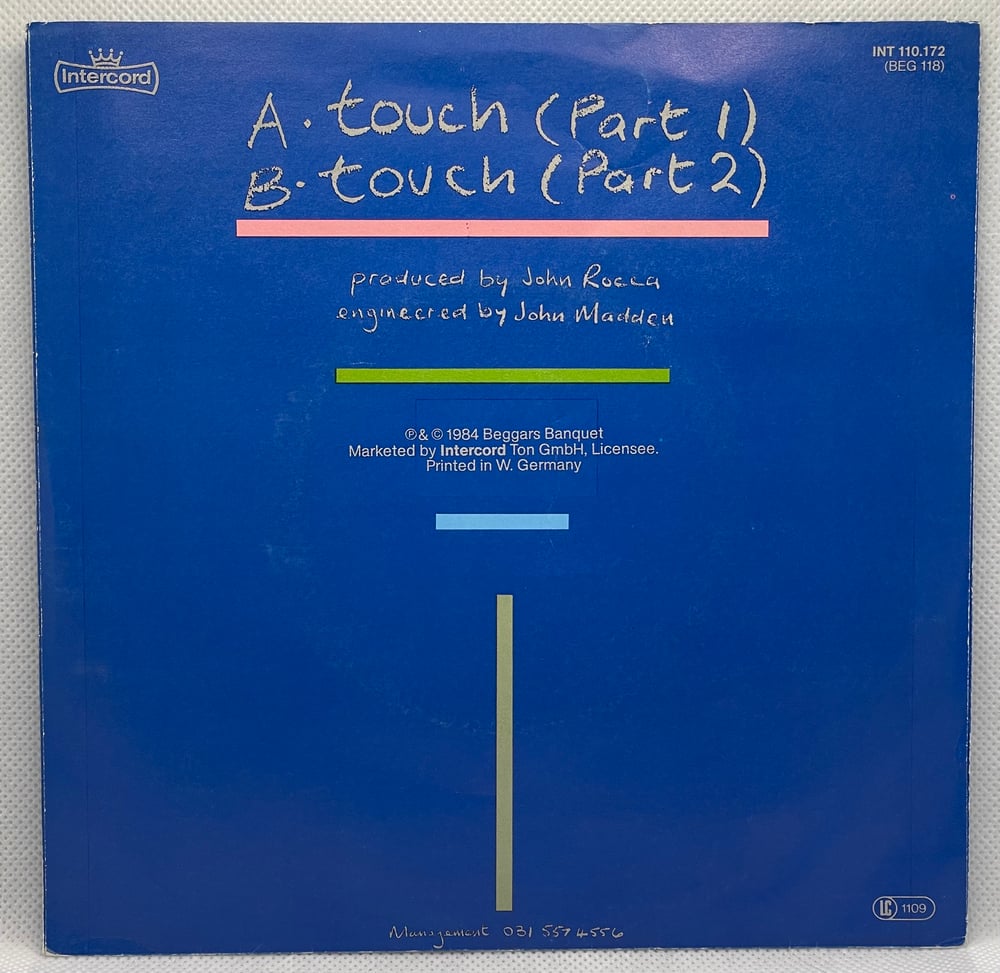 Intercord
INT 110.172
(BEG 118)
A. touch (Part 1)
B. touch (Part 2)
produced by John Rocca
engineered by John Madden
℗ & © 1984 Beggars Banquet
Marketed by Intercord Ton GmbH, Licensee.
Printed in W. Germany
LC 1109
Management 031 557 4556